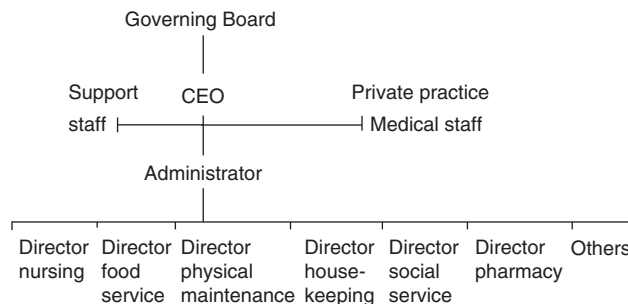 Governing Board
Support
staff
CEO
Private practice
Medical staff
Administrator
Director
nursing
Director
food
service
Director
physical
maintenance
Director
house-
keeping
Director
social
service
Director
pharmacy
Others